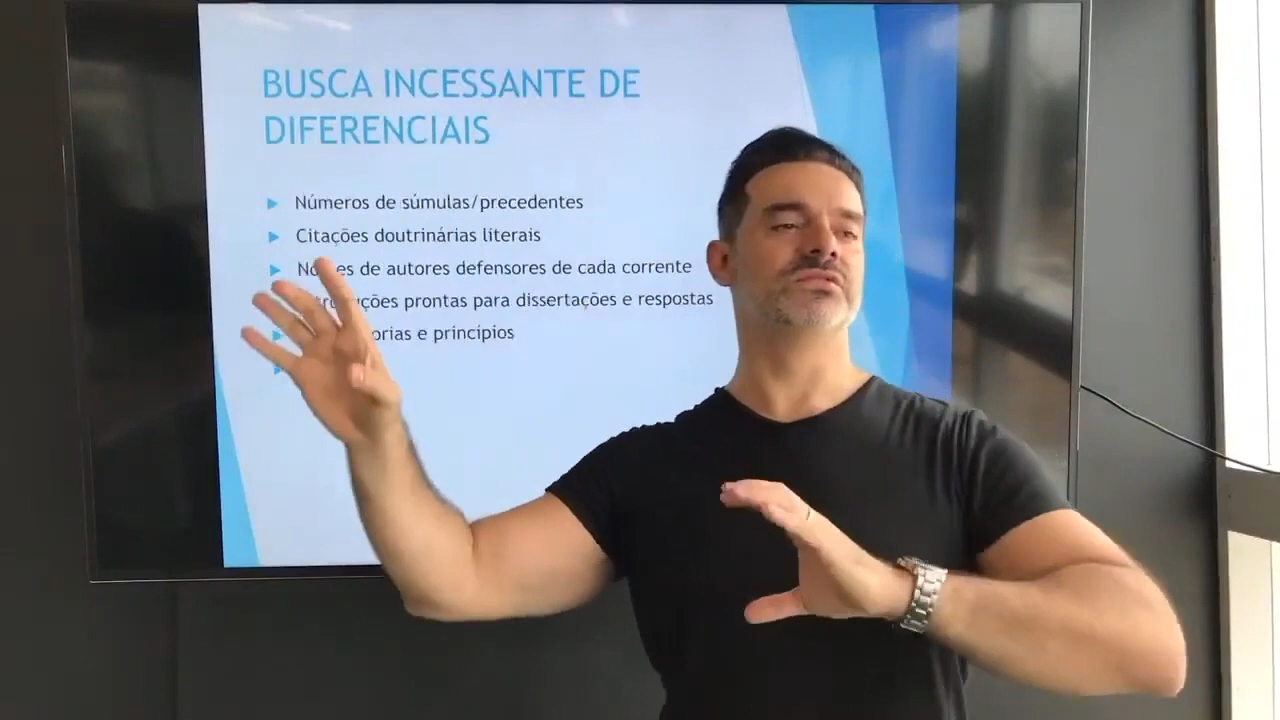 BUSCA INCESSANTE DE
DIFERENCIAIS
Números de súmulas/precedentes
Citações doutrinárias literais
de autores defensores de cada corrente
prontas para dissertações e respostas
e princípios